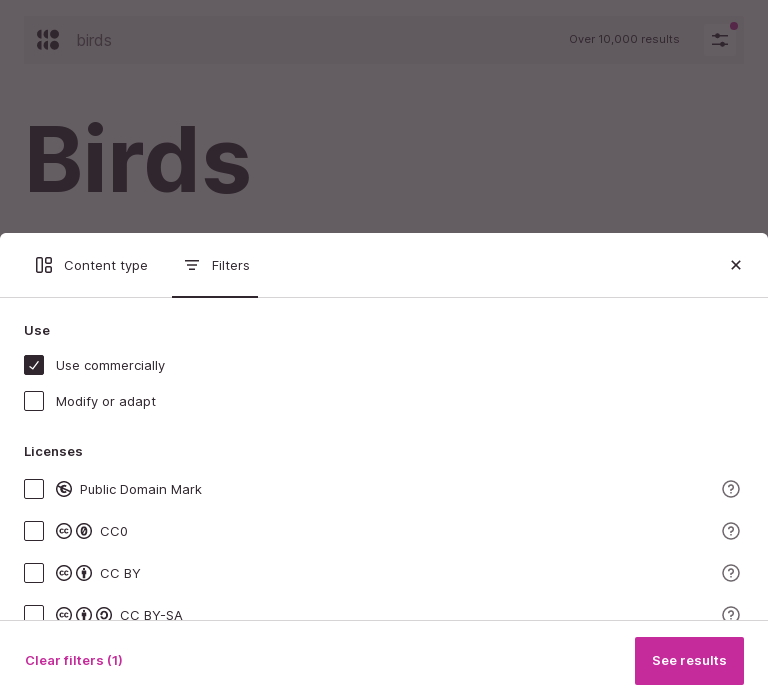 birds
Over 10,000 results
Birds
Content type
Filters
Use
Use commercially
Modify or adapt
Licenses
Public Domain Mark
CC0
CC BY
CC BY-SA
Clear filters (1)
See results